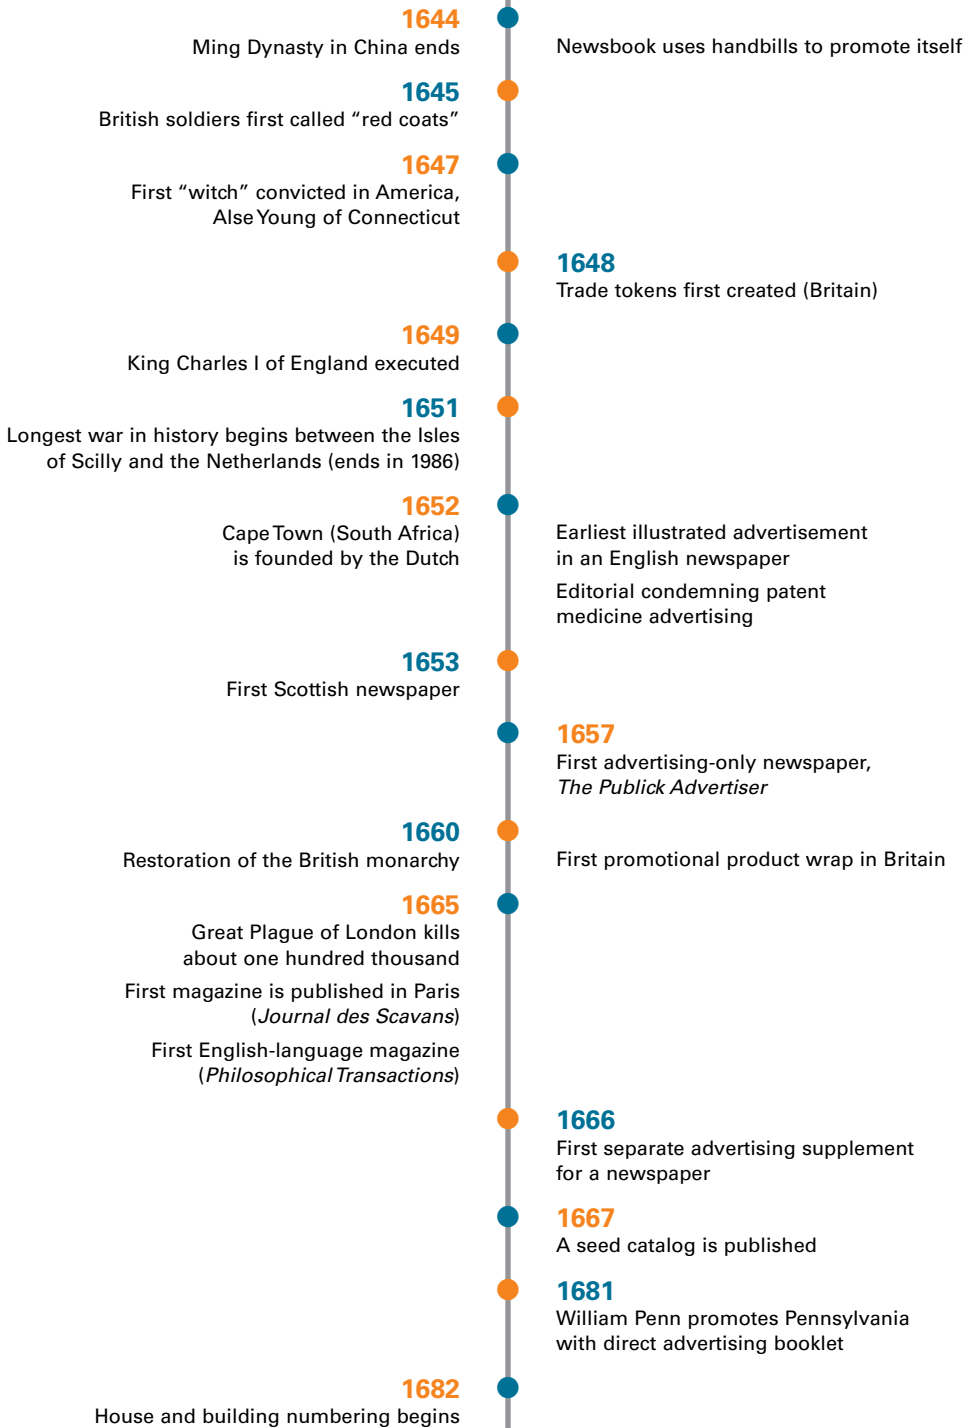 1644
Ming Dynasty in China ends
Newsbook uses handbills to promote itself
1645
British soldiers first called “red coats”
1647
First “witch” convicted in America,
Alse Young of Connecticut
1648
Trade tokens first created (Britain)
1649
King Charles I of England executed
1651
Longest war in history begins between the Isles
of Scilly and the Netherlands (ends in 1986)
1652
Cape Town (South Africa)
is founded by the Dutch
Earliest illustrated advertisement
in an English newspaper
Editorial condemning patent
medicine advertising
1653
First Scottish newspaper
1657
First advertising-only newspaper,
The Publick Advertiser
1660
Restoration of the British monarchy
First promotional product wrap in Britain
1665
Great Plague of London kills
about one hundred thousand
First magazine is published in Paris
(Journal des Scavans)
First English-language magazine
(Philosophical Transactions)
1666
First separate advertising supplement
for a newspaper
1667
A seed catalog is published
1681
William Penn promotes Pennsylvania
with direct advertising booklet
1682
House and building numbering begins